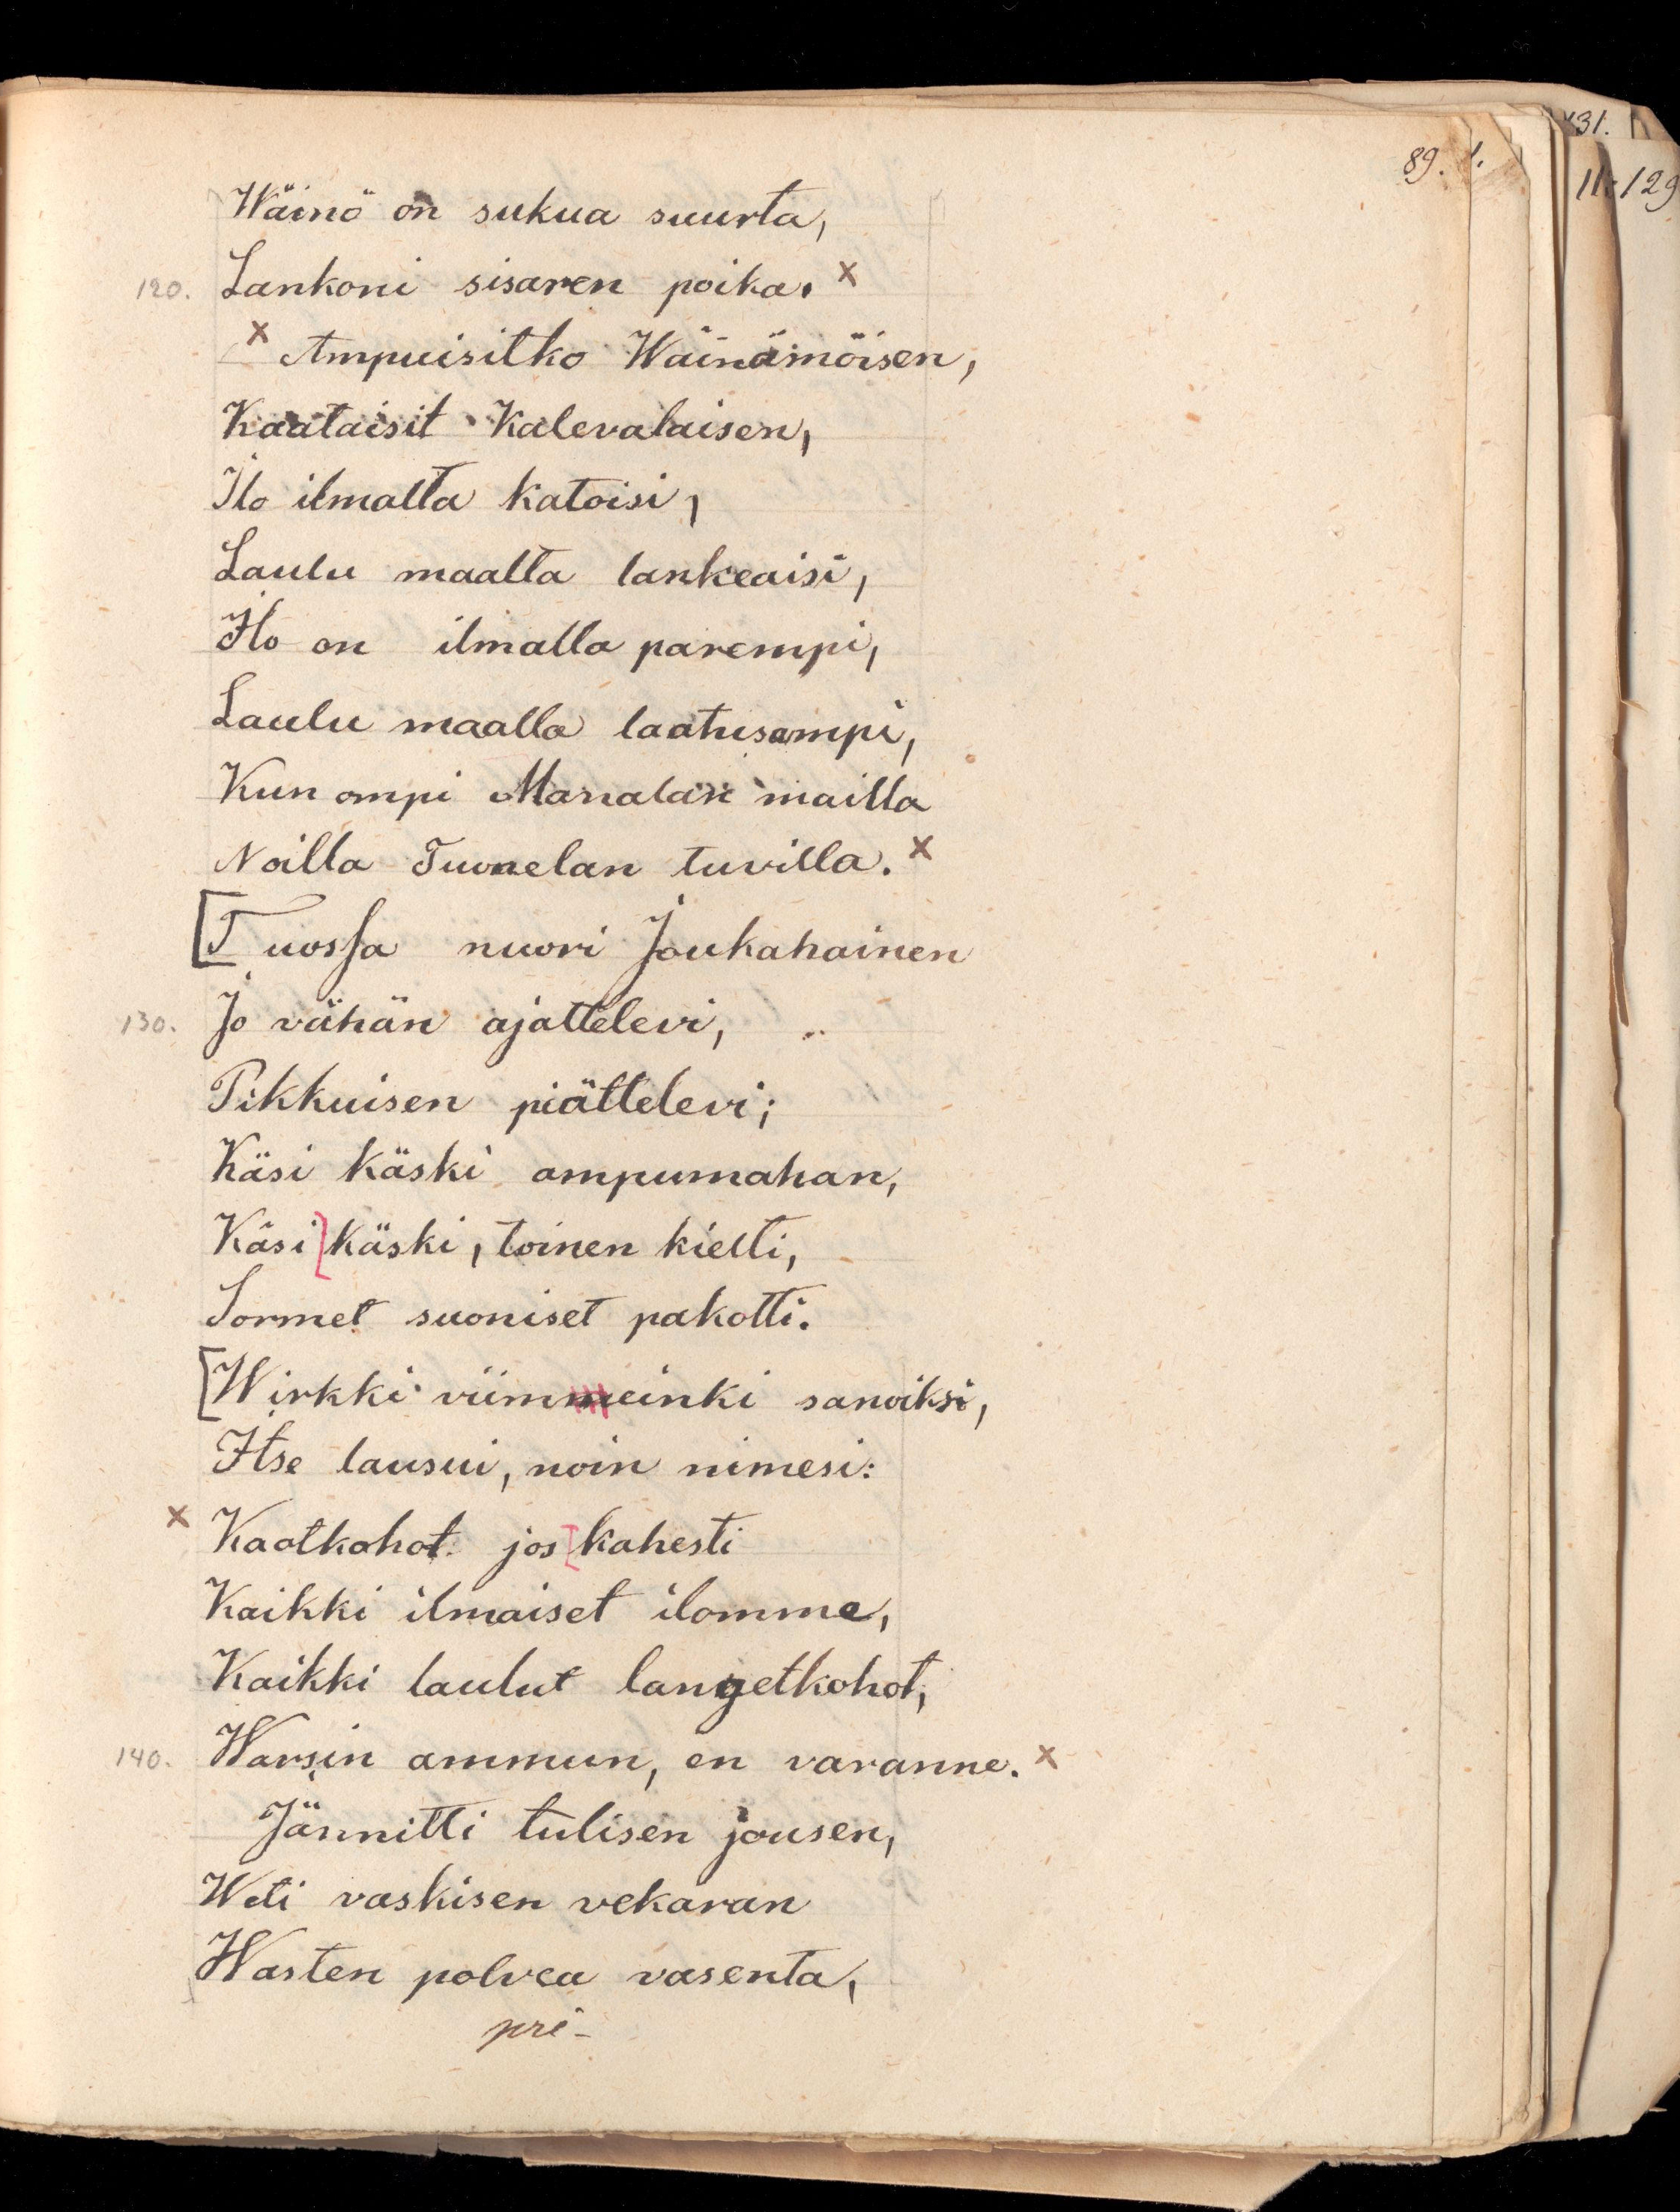 131.
89. 1.
11:129
Wäinö on sukua suurta,
120. Lankoni sisaren poika. x
x Ampuisitko Wäinämöisen,
Kaataisit Kalevalaisen,
Ilo ilmalta katoisi,
Laulu maalta lankeaisi,
Ilo on ilmalla parempi,
Laulu maalla laatusampi,
Kun ompi Manalan mailla
Noilla Tuonelan tuvilla. x
[Tuossa nuori Joukahainen
130. Jo vähän ajattelevi,
Pikkuisen piättelevi;
Käsi käski ampumahan,
Käsi] käski, toinen kielti,
Sormet suoniset pakotti.
[Wirkki viimmeinki sanoiksi,
Itse lausui, noin nimesi:
x Kaatkohot jos [kahesti
Kaikki ilmaiset ilomme,
Kaikki laulut langetkohot,
140. Warsin ammun, en varanne. x
Jännitti tulisen jousen,
Weti vaskisen vekaran
Wasten polvea vasenta,
pri-